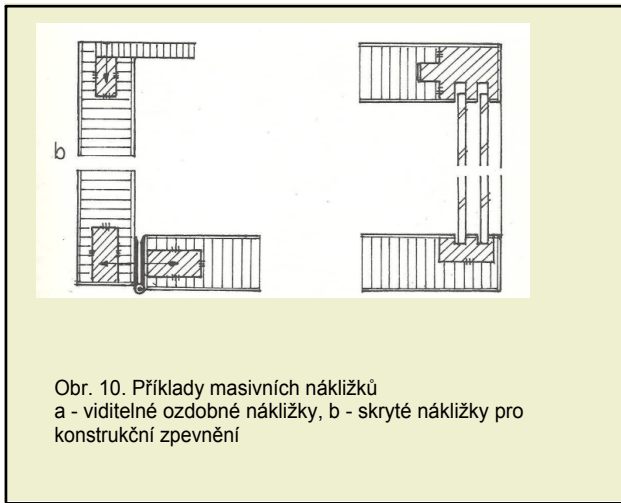 b
Obr. 10. Příklady masivních nákližků
a - viditelné ozdobné nákližky, b - skryté nákližky pro
konstrukční zpevnění